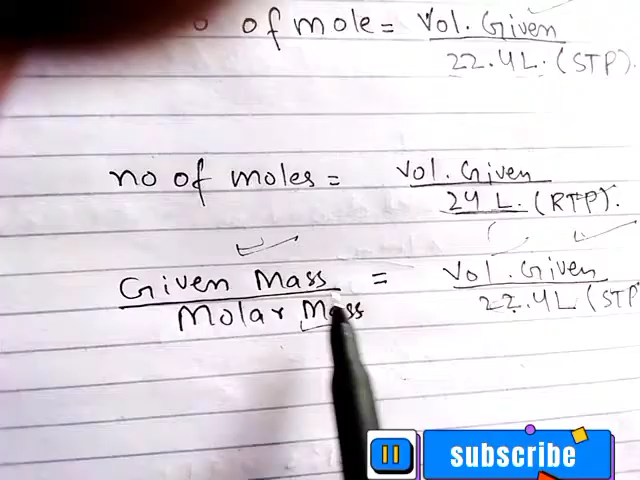 of mole = Vol. Given
22.4L. (STP).
no of moles = Vol. Given
24 L. (RTP).
Given Mass = Vol. Given
Molar Mass 22.4L (STP
subscribe